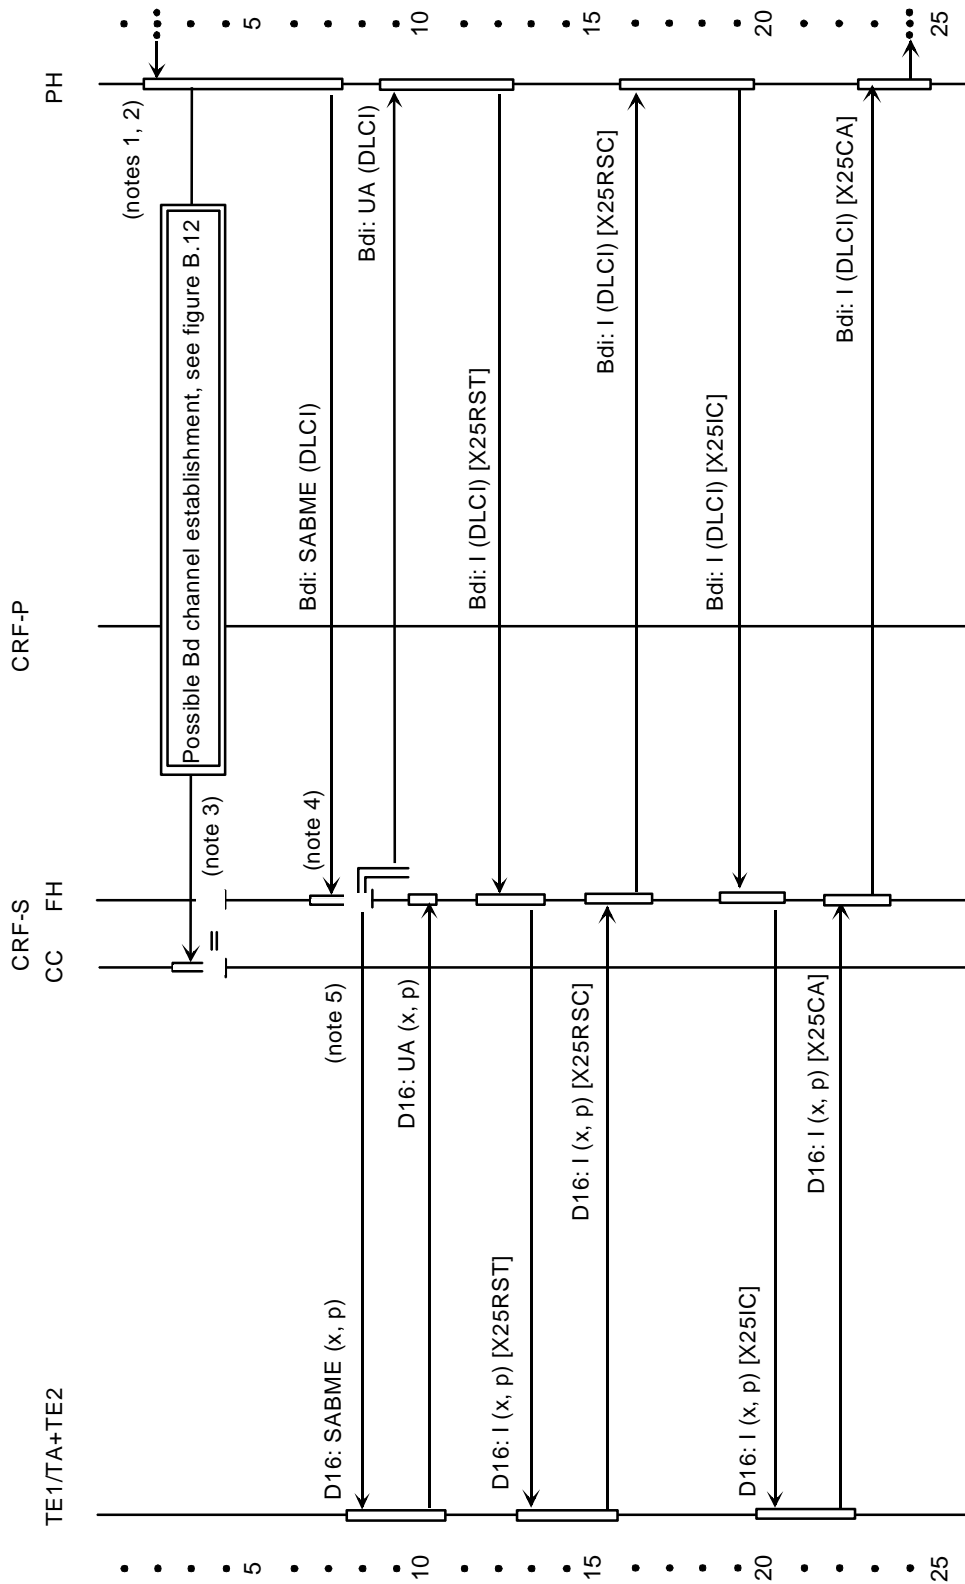 TE1/TA+TE2
CRF-S
CC
FH
CRF-P
PH
(notes 1, 2)
Possible Bd channel establishment, see figure B.12
(note 3)
5
5
Bdi: SABME (DLCI)
(note 4)
(note 5)
D16: SABME (x, p)
Bdi: UA (DLCI)
D16: UA (x, p)
10
10
Bdi: I (DLCI) [X25RST]
D16: I (x, p) [X25RST]
15
15
D16: I (x, p) [X25RSC]
Bdi: I (DLCI) [X25RSC]
Bdi: I (DLCI) [X25IC]
20
20
D16: I (x, p) [X25IC]
D16: I (x, p) [X25CA]
Bdi: I (DLCI) [X25CA]
25
25